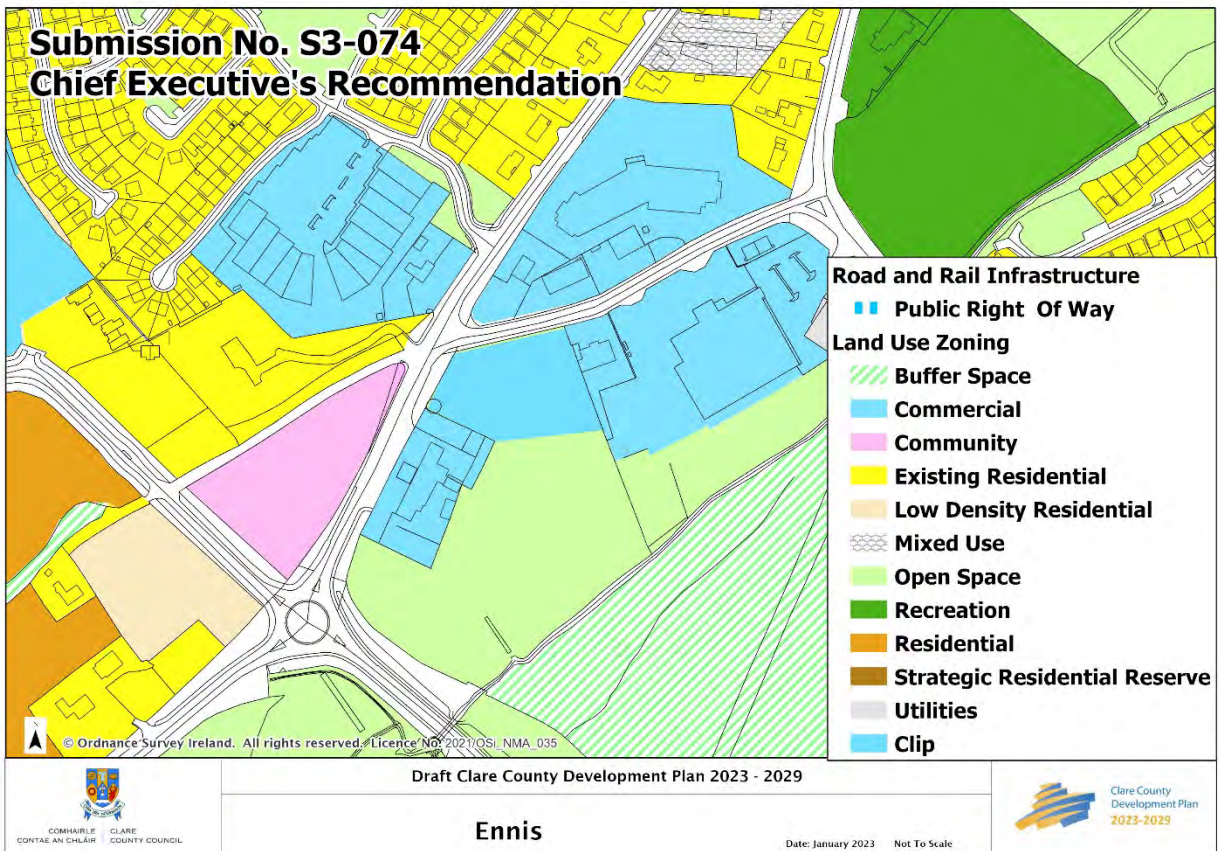 Submission No. S3-074
Chief Executive's Recommendation
Road and Rail Infrastructure
Public Right Of Way
Land Use Zoning
Buffer Space
Commercial
Community
Existing Residential
Low Density Residential
Mixed Use
Open Space
Recreation
Residential
Strategic Residential Reserve
Utilities
Clip
© Ordnance Survey Ireland. All rights reserved. Licence No. 2021/OSi_NMA_035
COMHAIRLE CLARE
CONTAE AN CHLÁIR COUNTY COUNCIL
Draft Clare County Development Plan 2023 - 2029
Ennis
Date: January 2023 Not To Scale
Clare County
Development Plan
2023-2029